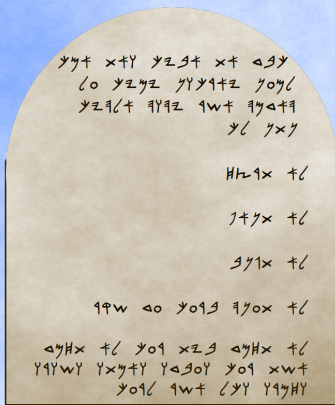 𐤊𐤁𐤃 𐤀𐤕 𐤀𐤁𐤉𐤊 𐤅𐤀𐤕 𐤀𐤌𐤊
𐤋𐤌𐤏𐤍 𐤉𐤀𐤓𐤊𐤍 𐤉𐤌𐤉𐤊 𐤏𐤋
𐤄𐤀𐤃𐤌𐤄 𐤀𐤔𐤓 𐤉𐤄𐤅𐤄 𐤀𐤋𐤄𐤉𐤊
𐤍𐤕𐤍 𐤋𐤊
𐤋𐤀 𐤕𐤓𐤑𐤇
𐤋𐤀 𐤕𐤍𐤀𐤐
𐤋𐤀 𐤕𐤂𐤍𐤁
𐤋𐤀 𐤕𐤏𐤍𐤄 𐤁𐤓𐤏𐤊 𐤏𐤃 𐤔𐤒𐤓
𐤋𐤀 𐤕𐤇𐤌𐤃 𐤁𐤉𐤕 𐤓𐤏𐤊 𐤋𐤀 𐤕𐤇𐤌𐤃
𐤀𐤔𐤕 𐤓𐤏𐤊 𐤅𐤏𐤁𐤃𐤅 𐤅𐤀𐤌𐤕𐤅 𐤅𐤔𐤅𐤓𐤅
𐤅𐤇𐤌𐤓𐤅 𐤅𐤊𐤋 𐤀𐤔𐤓 𐤋𐤓𐤏𐤊